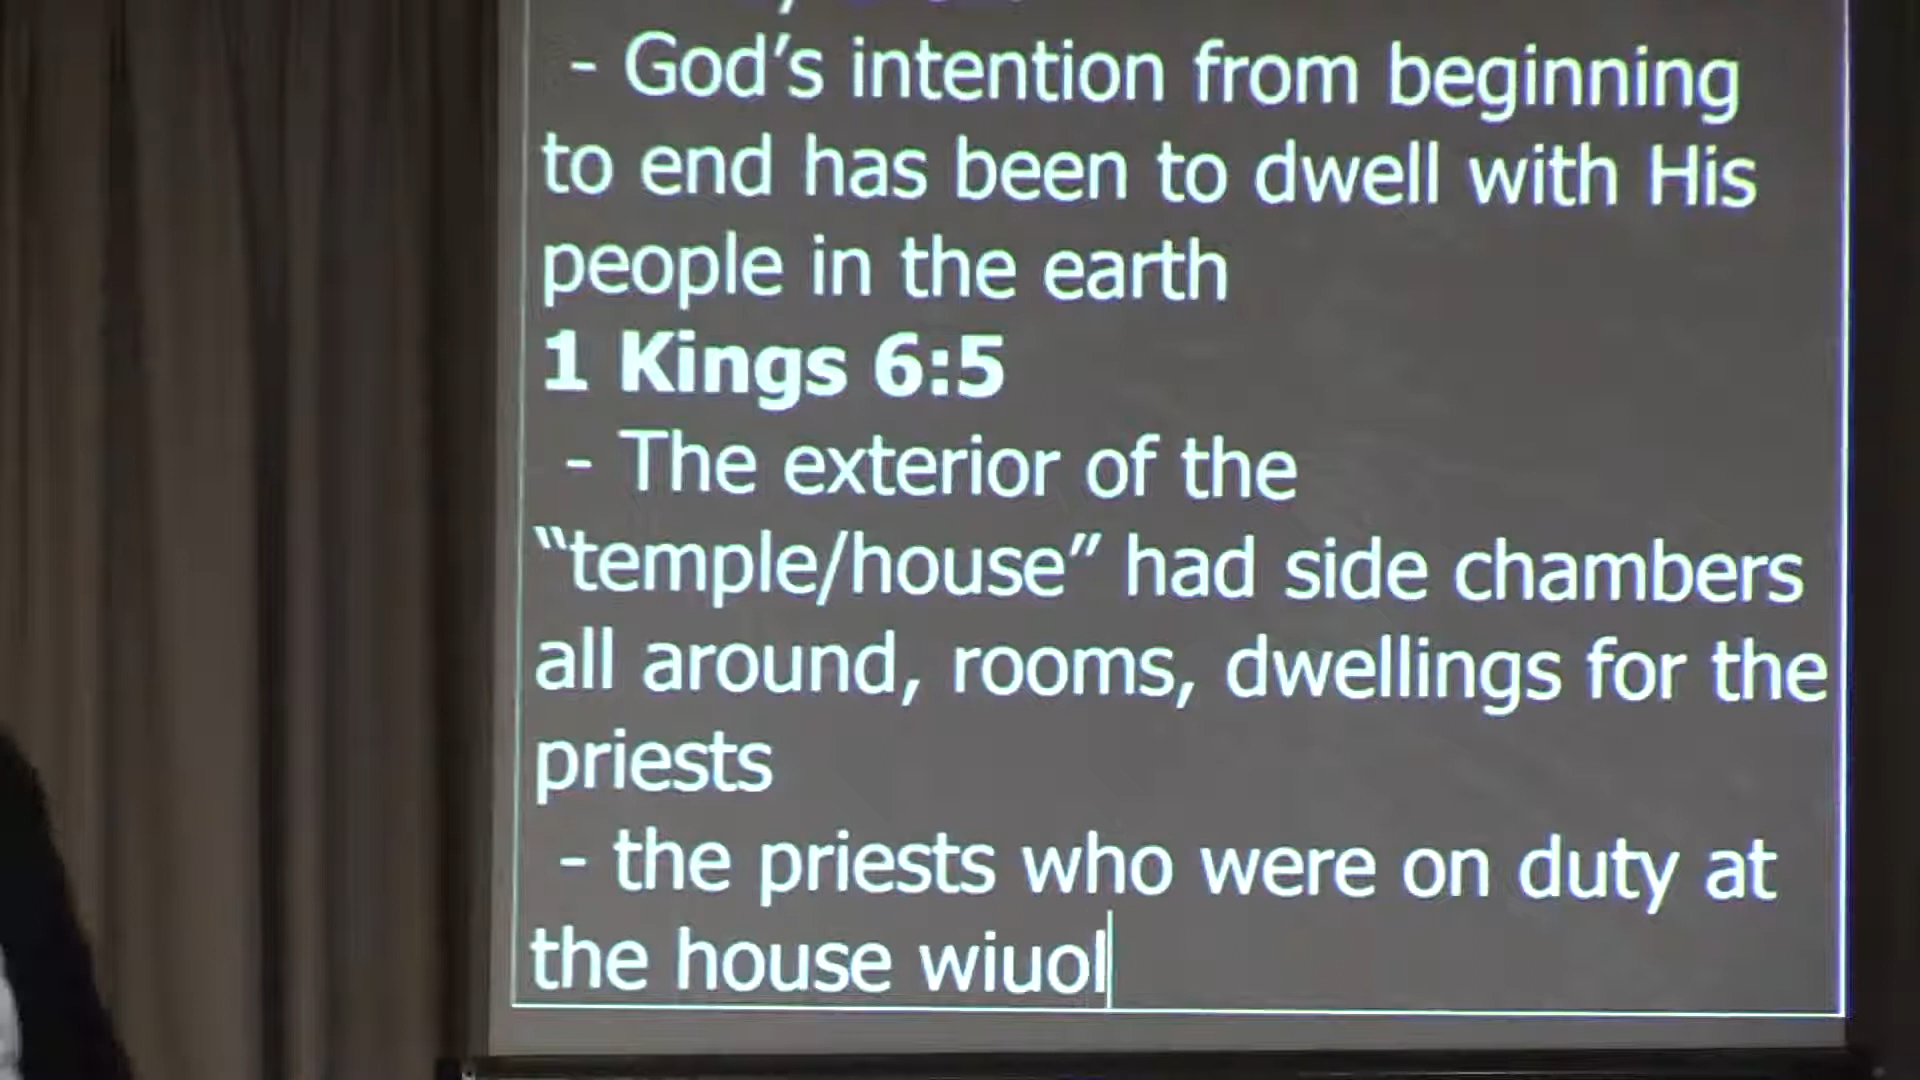 - God’s intention from beginning
to end has been to dwell with His
people in the earth
1 Kings 6:5
- The exterior of the
“temple/house” had side chambers
all around, rooms, dwellings for the
priests
- the priests who were on duty at
the house wiuol